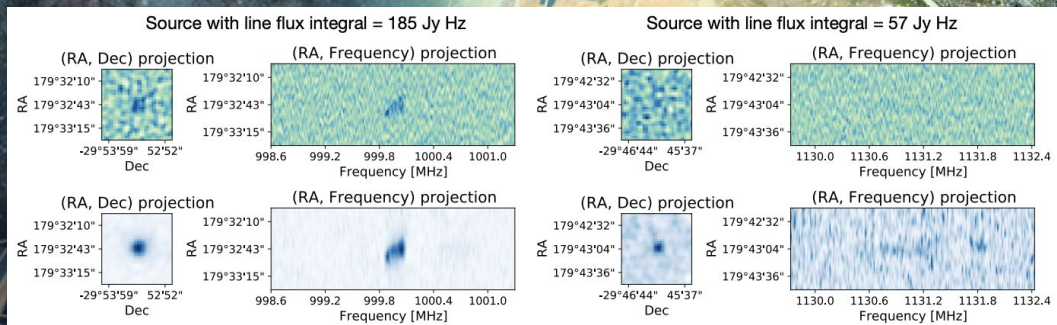 Source with line flux integral = 185 Jy Hz
(RA, Dec) projection
(RA, Frequency) projection
RA
179°32'10"
179°32'43"
179°33'15"
-29°53'59" 52'52"
Dec
RA
179°32'10"
179°32'43"
179°33'15"
998.6 999.2 999.8 1000.4 1001.0
Frequency [MHz]
(RA, Dec) projection
(RA, Frequency) projection
RA
179°32'10"
179°32'43"
179°33'15"
-29°53'59" 52'52"
Dec
RA
179°32'10"
179°32'43"
179°33'15"
998.6 999.2 999.8 1000.4 1001.0
Frequency [MHz]
Source with line flux integral = 57 Jy Hz
(RA, Dec) projection
(RA, Frequency) projection
RA
179°42'32"
179°43'04"
179°43'36"
-29°46'44" 45'37"
Dec
RA
179°42'32"
179°43'04"
179°43'36"
1130.0 1130.6 1131.2 1131.8 1132.4
Frequency [MHz]
(RA, Dec) projection
(RA, Frequency) projection
RA
179°42'32"
179°43'04"
179°43'36"
-29°46'44" 45'37"
Dec
RA
179°42'32"
179°43'04"
179°43'36"
1130.0 1130.6 1131.2 1131.8 1132.4
Frequency [MHz]